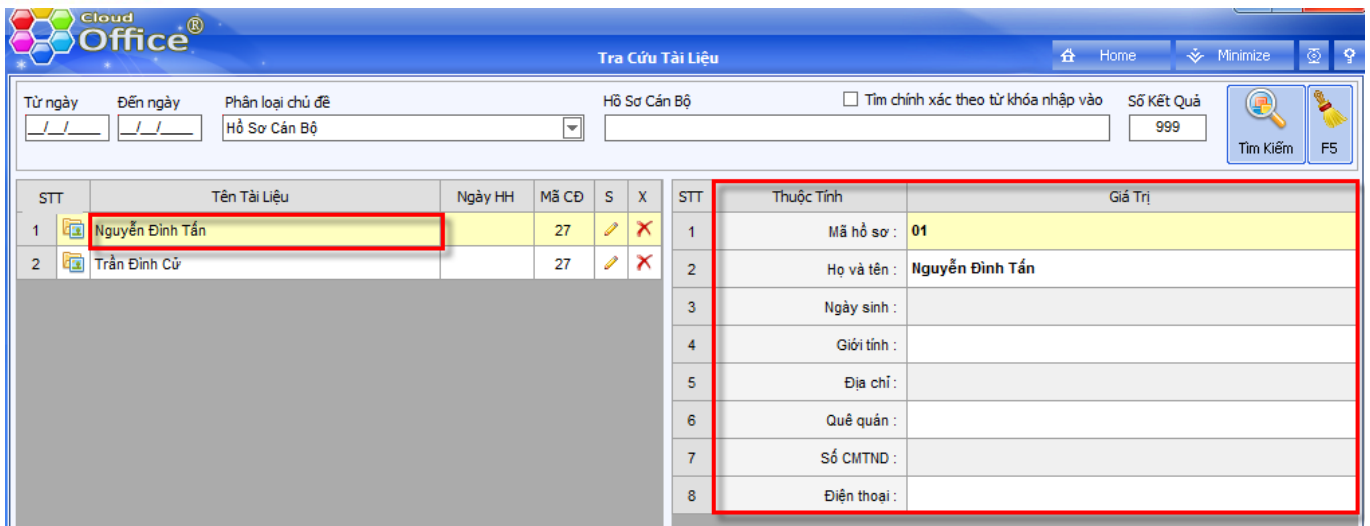 Cloud
Office®
Tra Cứu Tài Liệu
Home
Minimize
Từ ngày
Đến ngày
Phân loại chủ đề
Hồ Sơ Cán Bộ
Tìm chính xác theo từ khóa nhập vào
Số Kết Quả
__/__/____
__/__/____
Hồ Sơ Cán Bộ
999
Tìm Kiếm
F5
STT Tên Tài Liệu Ngày HH Mã CĐ S X
1 Nguyễn Đình Tấn 27
2 Trần Đình Cử 27
STT Thuộc Tính Giá Trị
1 Mã hồ sơ : 01
2 Họ và tên : Nguyễn Đình Tấn
3 Ngày sinh :
4 Giới tính :
5 Địa chỉ :
6 Quê quán :
7 Số CMTND :
8 Điện thoại :